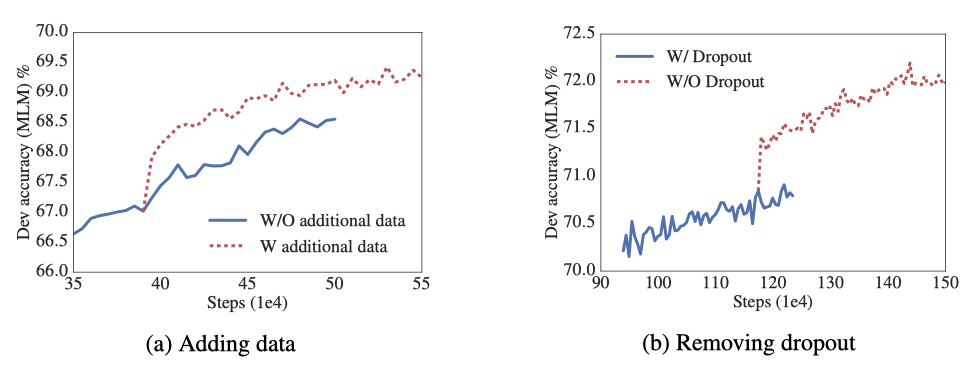 70.0
69.5
69.0
68.5
68.0
67.5
67.0
66.5
66.0
Dev accuracy (MLM) %
W/O additional data
W additional data
35 40 45 50 55
Steps (1e4)
(a) Adding data
72.5
72.0
71.5
71.0
70.5
70.0
Dev accuracy (MLM) %
W/ Dropout
W/O Dropout
90 100 110 120 130 140 150
Steps (1e4)
(b) Removing dropout